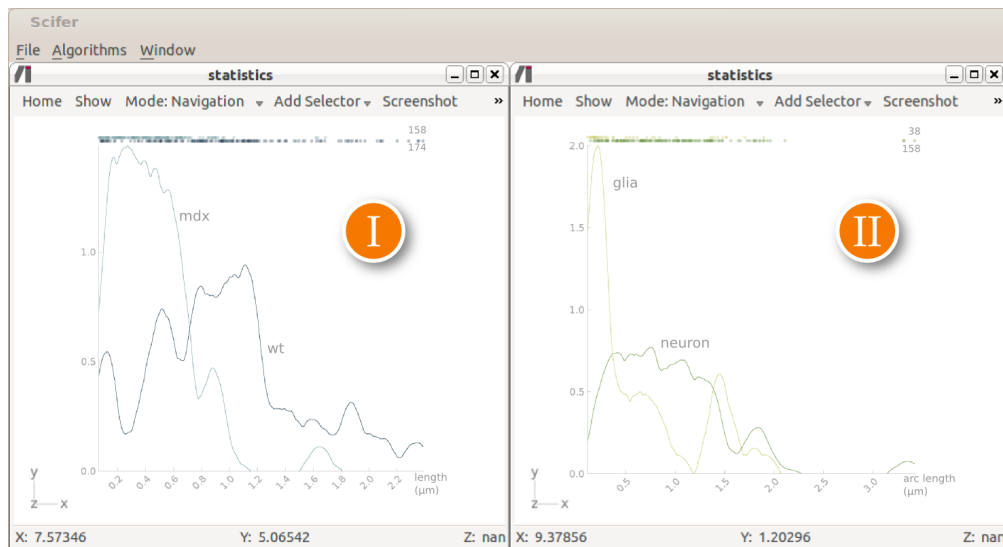 Scifer
File Algorithms Window
statistics
Home Show Mode: Navigation Add Selector Screenshot »
158
174
mdx
I
1.0
wt
0.5
0.0
0.2 0.4 0.6 0.8 1.0 1.2 1.4 1.6 1.8 2.0 2.2
length
(μm)
y
z x
X: 7.57346 Y: 5.06542 Z: nan
statistics
Home Show Mode: Navigation Add Selector Screenshot »
38
158
2.0
glia
II
1.5
1.0
neuron
0.5
0.0
0.5 1.0 1.5 2.0 2.5 3.0
arc length
(μm)
y
z x
X: 9.37856 Y: 1.20296 Z: nan